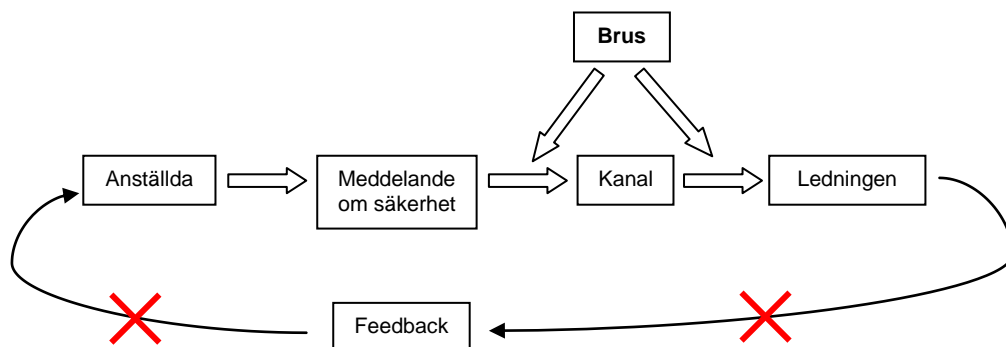 Brus
Anställda
Meddelande
om säkerhet
Kanal
Ledningen
Feedback